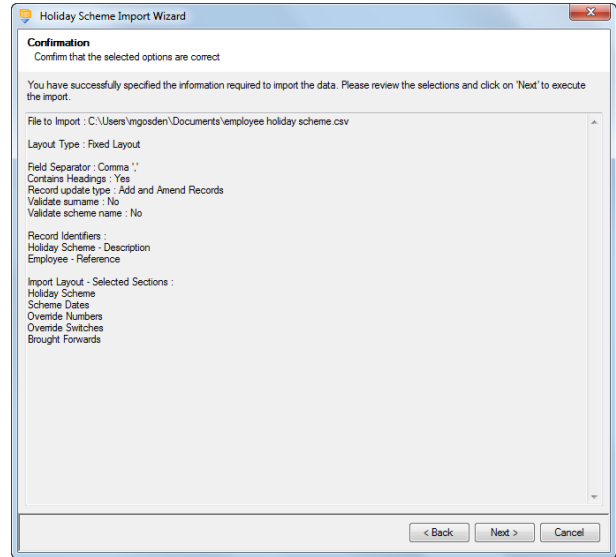 Holiday Scheme Import Wizard
Confirmation
Comfirm that the selected options are correct
You have successfully specified the information required to import the data. Please review the selections and click on 'Next' to execute
the import.
File to Import : C:\Users\mgosden\Documents\employee holiday scheme.csv
Layout Type : Fixed Layout
Field Separator : Comma ','
Contains Headings : Yes
Record update type : Add and Amend Records
Validate surname : No
Validate scheme name : No
Record Identifiers :
Holiday Scheme - Description
Employee - Reference
Import Layout - Selected Sections :
Holiday Scheme
Scheme Dates
Override Numbers
Override Switches
Brought Forwards
< Back Next > Cancel